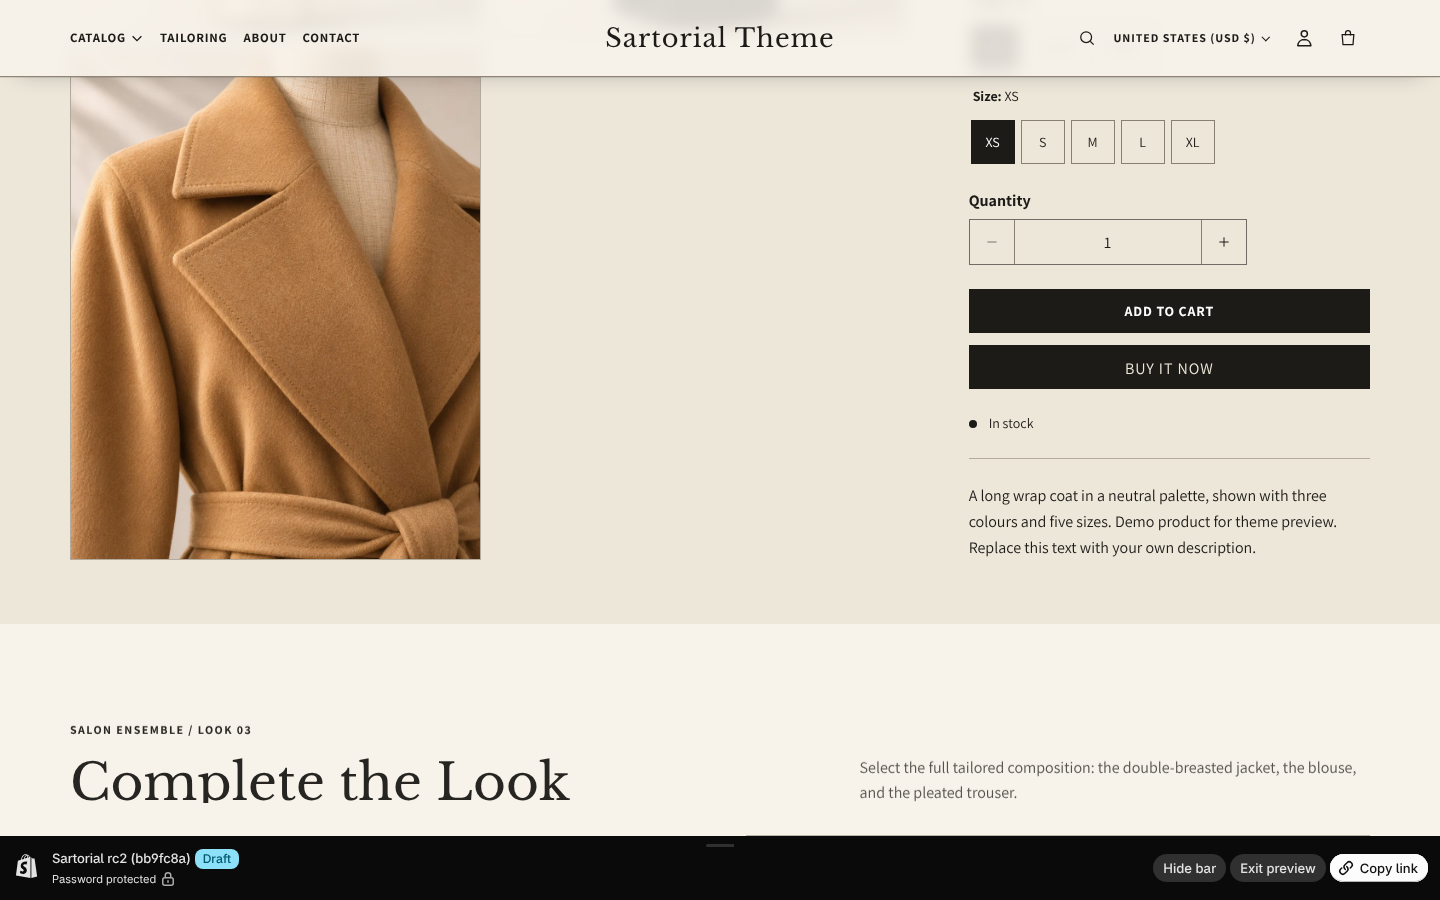 CATALOG
TAILORING
ABOUT
CONTACT
Sartorial Theme
UNITED STATES (USD $)
Size: XS
XS
S
M
L
XL
Quantity
1
ADD TO CART
BUY IT NOW
In stock
A long wrap coat in a neutral palette, shown with three
colours and five sizes. Demo product for theme preview.
Replace this text with your own description.
SALON ENSEMBLE / LOOK 03
Complete the Look
Select the full tailored composition: the double-breasted jacket, the blouse,
and the pleated trouser.
Sartorial rc2 (bb9fc8a)
Draft
Password protected
Hide bar
Exit preview
Copy link